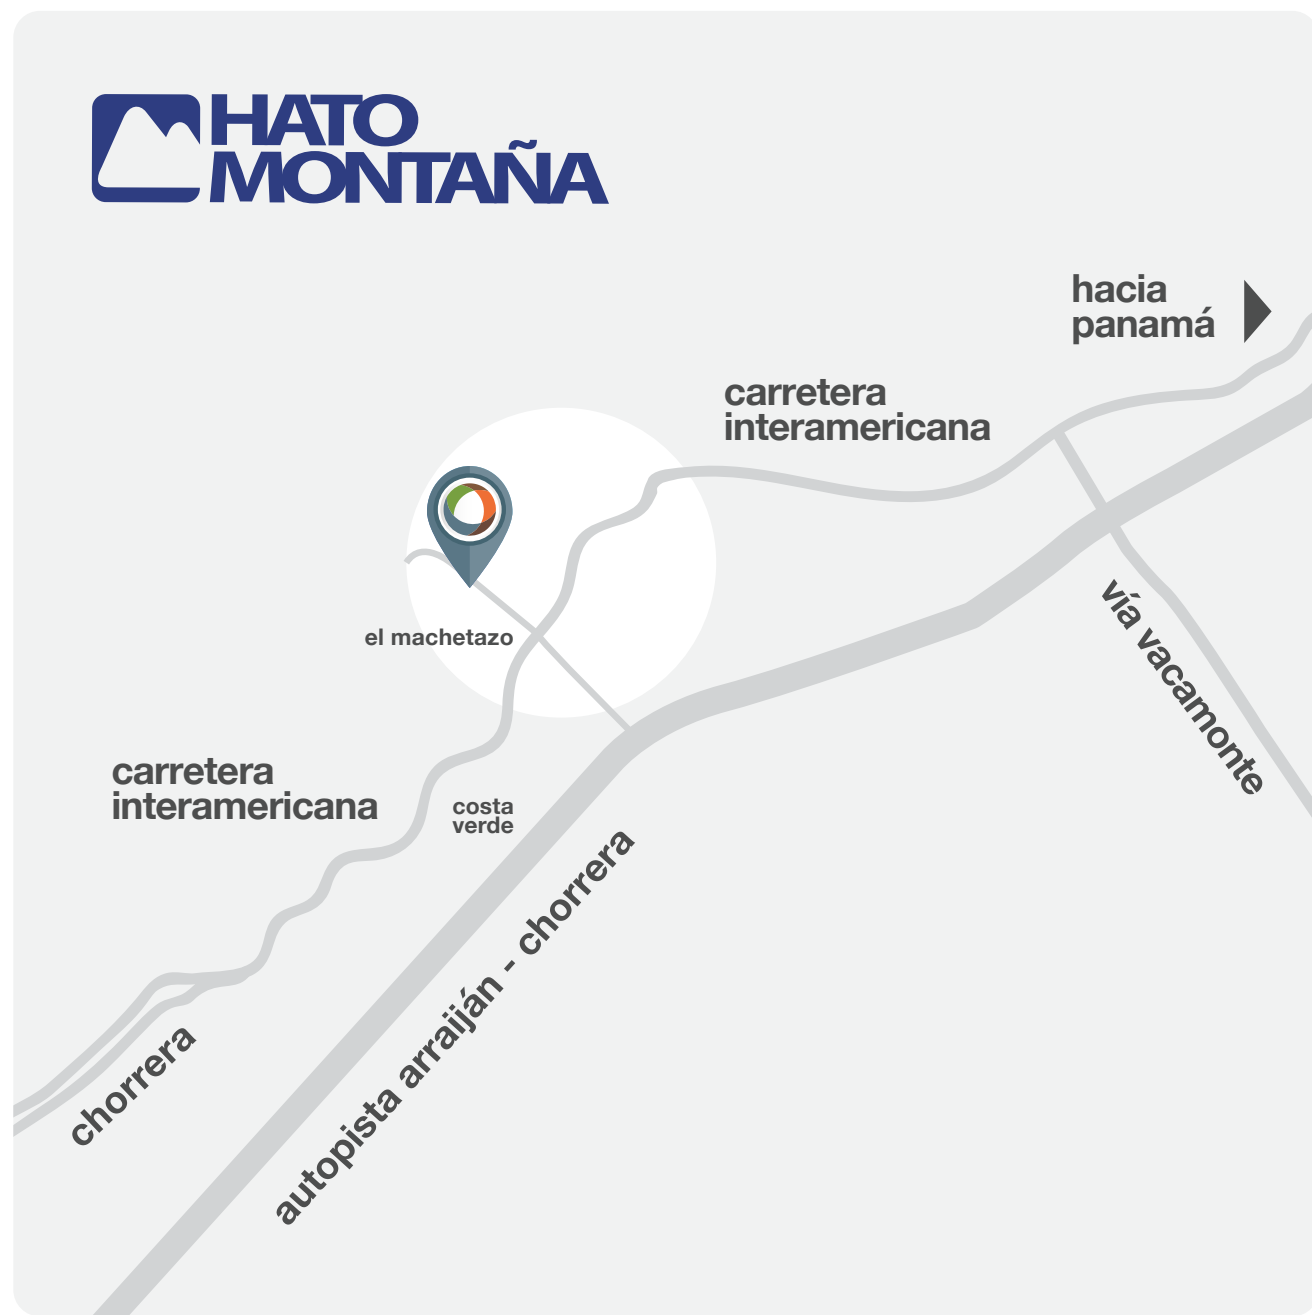 HATO
MONTAÑA
hacia
panamá
carretera
interamericana
el machetazo
vía vacamonte
carretera
interamericana
costa
verde
autopista arraiján - chorrera
chorrera